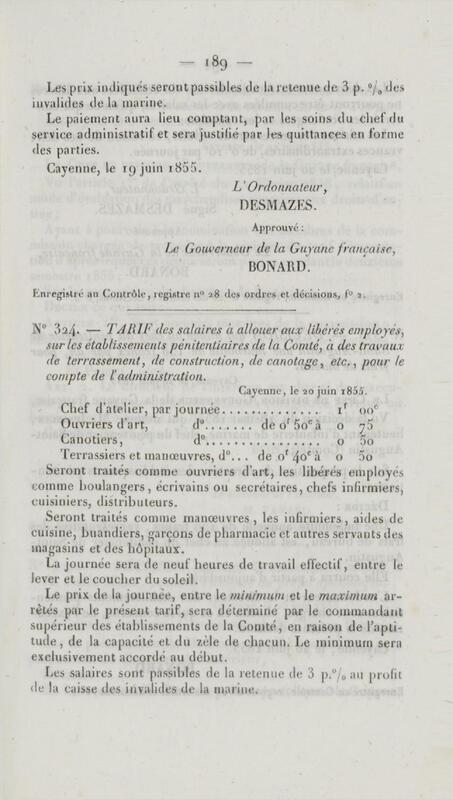 — 189 —
Les prix indiqués seront passibles de la retenue de 3 p. % des
invalides de la marine.
Le paiement aura lieu comptant, par les soins du chef du
service administratif et sera justifié par les quittances en forme
des parties.
Cayenne, le 19 juin 1855.
L'Ordonnateur,
DESMAZES.
Approuvé :
Le Gouverneur de la Guyane française,
BONARD.
Enregistré au Contrôle, registre n° 28 des ordres et décisions, f° 2.
N° 324. — TARIF des salaires à allouer aux libérés employés,
sur les établissements pénitentiaires de la Comté, à des travaux
de terrassement, de construction, de canotage, etc., pour le
compte de l'administration.
Cayenne, le 20 juin 1855.
Chef d'atelier, par journée.............. 1f 00c
Ouvriers d'art, d°....... de 0f 50c à 0 75
Canotiers, d°................. 0 50
Terrassiers et manœuvres, d°... de 0f 40c à 0 50
Seront traités comme ouvriers d'art, les libérés employés
comme boulangers, écrivains ou secrétaires, chefs infirmiers,
cuisiniers, distributeurs.
Seront traités comme manœuvres, les infirmiers, aides de
cuisine, buandiers, garçons de pharmacie et autres servants des
magasins et des hôpitaux.
La journée sera de neuf heures de travail effectif, entre le
lever et le coucher du soleil.
Le prix de la journée, entre le minimum et le maximum ar-
rêtés par le présent tarif, sera déterminé par le commandant
supérieur des établissements de la Comté, en raison de l'apti-
tude, de la capacité et du zèle de chacun. Le minimum sera
exclusivement accordé au début.
Les salaires sont passibles de la retenue de 3 p.% au profit
de la caisse des invalides de la marine.